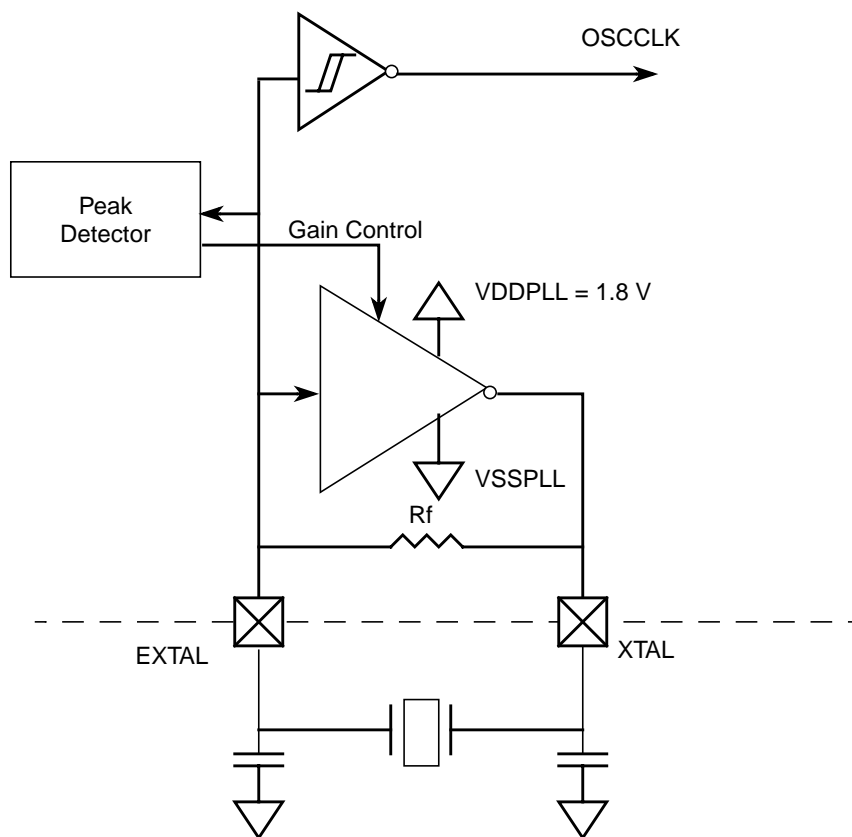 OSCCLK
Peak
Detector
Gain Control
VDDPLL = 1.8 V
VSSPLL
Rf
EXTAL
XTAL